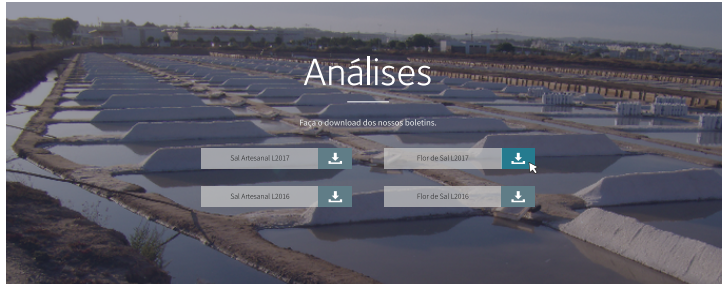 Análises
Faça o download dos nossos boletins.
Sal Artesanal L2017
Flor de Sal L2017
Sal Artesanal L2016
Flor de Sal L2016